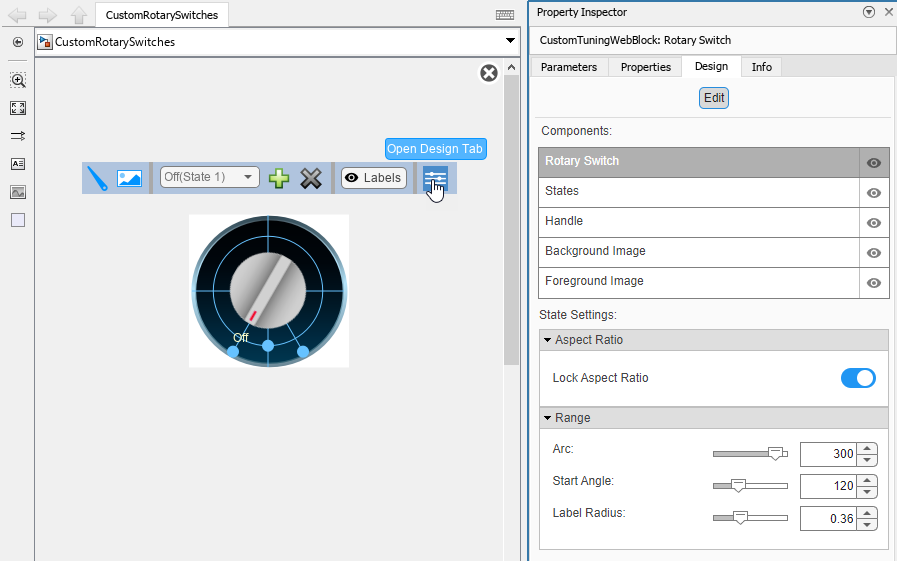 CustomRotarySwitches
CustomRotarySwitches
Open Design Tab
Off(State 1)
Labels
Off
Property Inspector
CustomTuningWebBlock: Rotary Switch
Parameters
Properties
Design
Info
Edit
Components:
Rotary Switch
States
Handle
Background Image
Foreground Image
State Settings:
Aspect Ratio
Lock Aspect Ratio
Range
Arc:
300
Start Angle:
120
Label Radius:
0.36